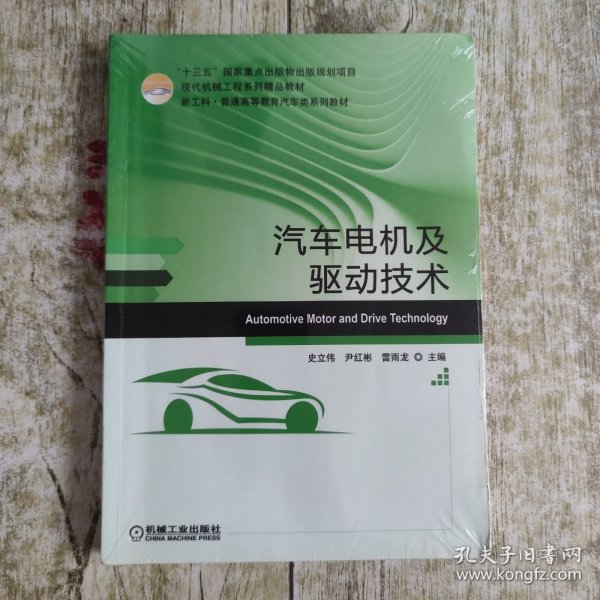 “十三五”国家重点出版物出版规划项目
现代机械工程系列精品教材
新工科·普通高等教育汽车类系列教材
汽车电机及
驱动技术
Automotive Motor and Drive Technology
史立伟 尹红彬 雷雨龙 ◎ 主编
机械工业出版社
CHINA MACHINE PRESS
孔夫子旧书网
www.kongfz.com